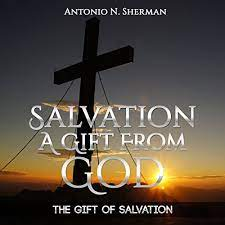 ANTONIO N. SHERMAN
SALVATION
A GIFT FROM
GOD
THE GIFT OF SALVATION